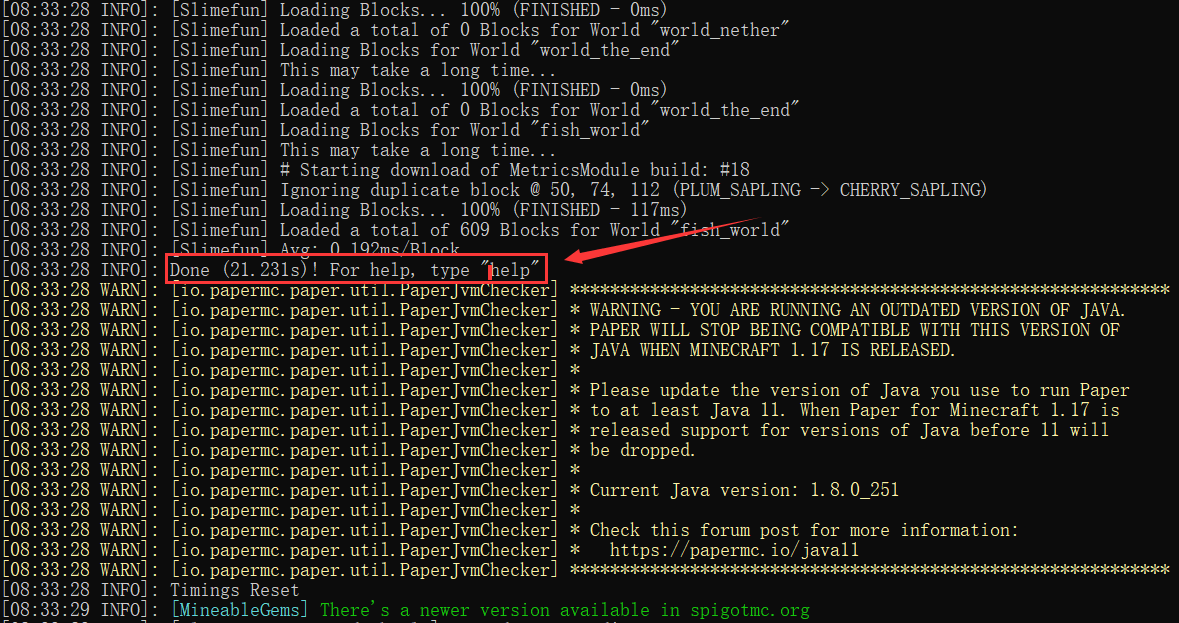 [08:33:28 INFO]: [Slimefun] Loading Blocks... 100% (FINISHED - 0ms)
[08:33:28 INFO]: [Slimefun] Loaded a total of 0 Blocks for World "world_nether"
[08:33:28 INFO]: [Slimefun] Loading Blocks for World "world_the_end"
[08:33:28 INFO]: [Slimefun] This may take a long time...
[08:33:28 INFO]: [Slimefun] Loading Blocks... 100% (FINISHED - 0ms)
[08:33:28 INFO]: [Slimefun] Loaded a total of 0 Blocks for World "world_the_end"
[08:33:28 INFO]: [Slimefun] Loading Blocks for World "fish_world"
[08:33:28 INFO]: [Slimefun] This may take a long time...
[08:33:28 INFO]: [Slimefun] # Starting download of MetricsModule build: #18
[08:33:28 INFO]: [Slimefun] Ignoring duplicate block @ 50, 74, 112 (PLUM_SAPLING -> CHERRY_SAPLING)
[08:33:28 INFO]: [Slimefun] Loading Blocks... 100% (FINISHED - 117ms)
[08:33:28 INFO]: [Slimefun] Loaded a total of 609 Blocks for World "fish_world"
[08:33:28 INFO]: [Slimefun] Avg: 0.192ms/Block
[08:33:28 INFO]: Done (21.231s)! For help, type "help"
[08:33:28 WARN]: [io.papermc.paper.util.PaperJvmChecker] ************************************************************
[08:33:28 WARN]: [io.papermc.paper.util.PaperJvmChecker] * WARNING - YOU ARE RUNNING AN OUTDATED VERSION OF JAVA.
[08:33:28 WARN]: [io.papermc.paper.util.PaperJvmChecker] * PAPER WILL STOP BEING COMPATIBLE WITH THIS VERSION OF
[08:33:28 WARN]: [io.papermc.paper.util.PaperJvmChecker] * JAVA WHEN MINECRAFT 1.17 IS RELEASED.
[08:33:28 WARN]: [io.papermc.paper.util.PaperJvmChecker] *
[08:33:28 WARN]: [io.papermc.paper.util.PaperJvmChecker] * Please update the version of Java you use to run Paper
[08:33:28 WARN]: [io.papermc.paper.util.PaperJvmChecker] * to at least Java 11. When Paper for Minecraft 1.17 is
[08:33:28 WARN]: [io.papermc.paper.util.PaperJvmChecker] * released support for versions of Java before 11 will
[08:33:28 WARN]: [io.papermc.paper.util.PaperJvmChecker] * be dropped.
[08:33:28 WARN]: [io.papermc.paper.util.PaperJvmChecker] *
[08:33:28 WARN]: [io.papermc.paper.util.PaperJvmChecker] * Current Java version: 1.8.0_251
[08:33:28 WARN]: [io.papermc.paper.util.PaperJvmChecker] *
[08:33:28 WARN]: [io.papermc.paper.util.PaperJvmChecker] * Check this forum post for more information:
[08:33:28 WARN]: [io.papermc.paper.util.PaperJvmChecker] *   https://papermc.io/java11
[08:33:28 WARN]: [io.papermc.paper.util.PaperJvmChecker] ************************************************************
[08:33:28 INFO]: Timings Reset
[08:33:29 INFO]: [MineableGems] There's a newer version available in spigotmc.org